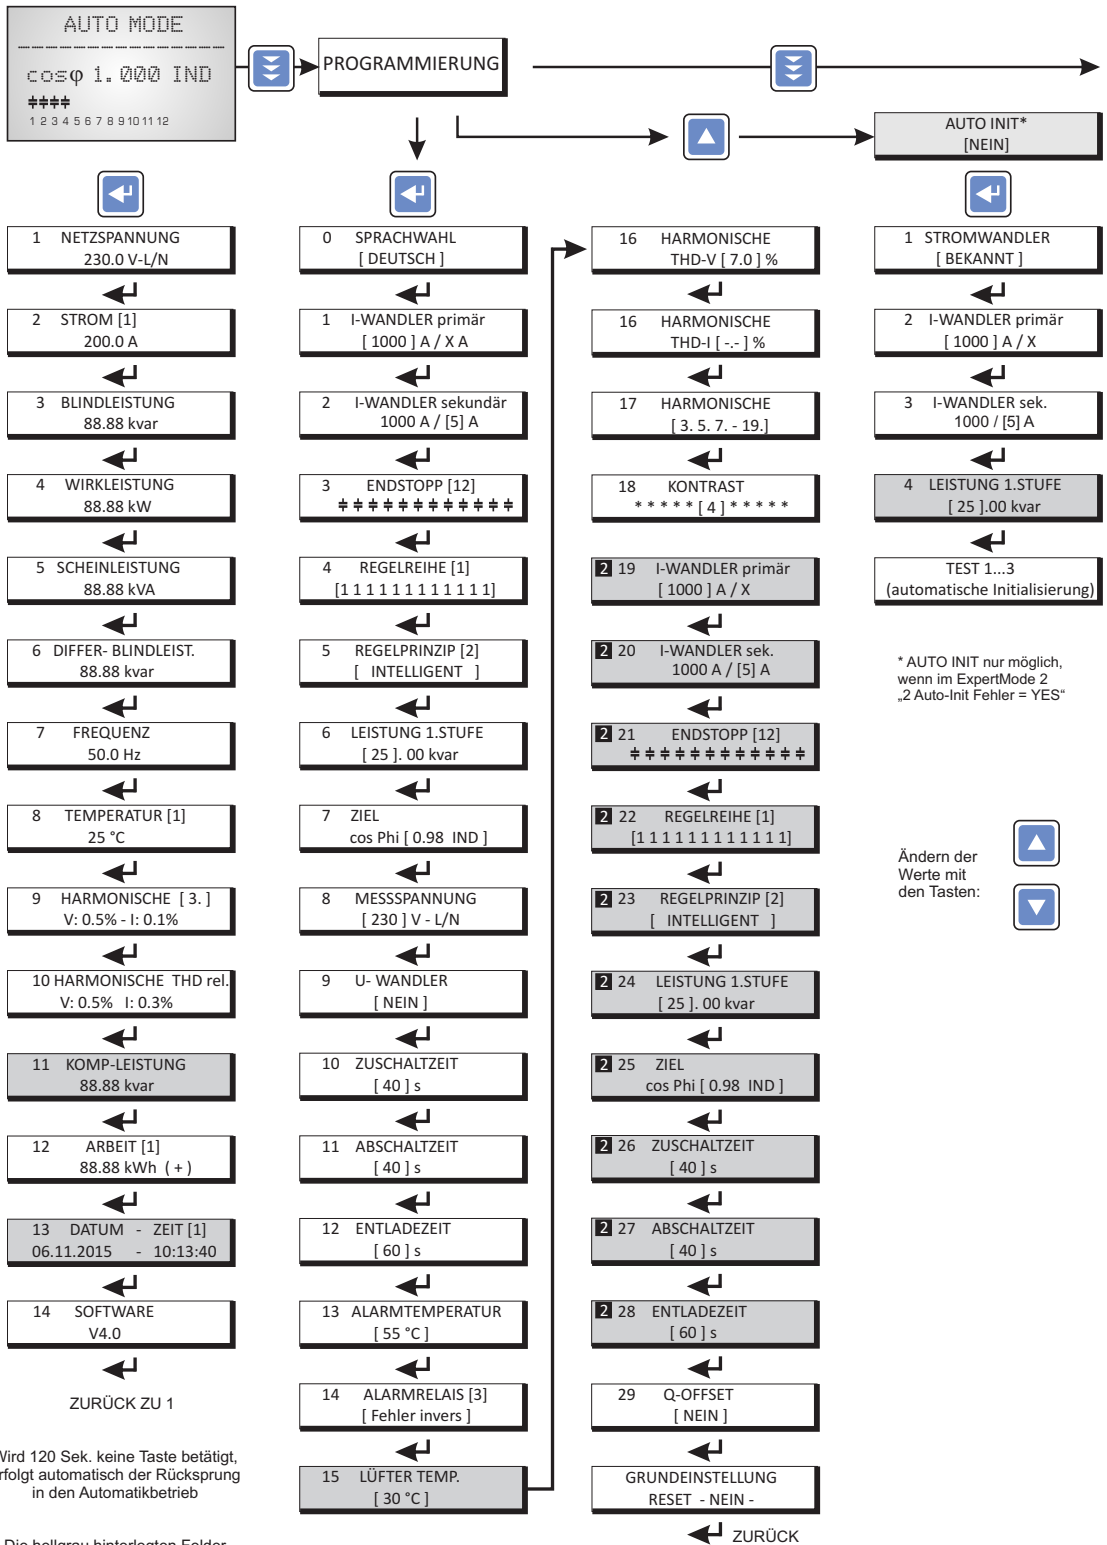 AUTO MODE
cosφ 1.000 IND
1 2 3 4 5 6 7 8 9 10 11 12
PROGRAMMIERUNG
AUTO INIT*
[NEIN]
1 NETZSPANNUNG
230.0 V-L/N
2 STROM [1]
200.0 A
3 BLINDLEISTUNG
88.88 kvar
4 WIRKLEISTUNG
88.88 kW
5 SCHEINLEISTUNG
88.88 kVA
6 DIFFER- BLINDLEIST.
88.88 kvar
7 FREQUENZ
50.0 Hz
8 TEMPERATUR [1]
25 °C
9 HARMONISCHE [ 3. ]
V: 0.5% - I: 0.1%
10 HARMONISCHE THD rel.
V: 0.5% I: 0.3%
11 KOMP-LEISTUNG
88.88 kvar
12 ARBEIT [1]
88.88 kWh ( + )
13 DATUM - ZEIT [1]
06.11.2015 - 10:13:40
14 SOFTWARE
V4.0
ZURÜCK ZU 1
Wird 120 Sek. keine Taste betätigt,
erfolgt automatisch der Rücksprung
in den Automatikbetrieb
Die hellgrau hinterlegten Felder
0 SPRACHWAHL
[ DEUTSCH ]
1 I-WANDLER primär
[ 1000 ] A / X A
2 I-WANDLER sekundär
1000 A / [5] A
3 ENDSTOPP [12]
4 REGELREIHE [1]
[1 1 1 1 1 1 1 1 1 1 1 1]
5 REGELPRINZIP [2]
[ INTELLIGENT ]
6 LEISTUNG 1.STUFE
[ 25 ]. 00 kvar
7 ZIEL
cos Phi [ 0.98 IND ]
8 MESSSPANNUNG
[ 230 ] V - L/N
9 U- WANDLER
[ NEIN ]
10 ZUSCHALTZEIT
[ 40 ] s
11 ABSCHALTZEIT
[ 40 ] s
12 ENTLADEZEIT
[ 60 ] s
13 ALARMTEMPERATUR
[ 55 °C ]
14 ALARMRELAIS [3]
[ Fehler invers ]
15 LÜFTER TEMP.
[ 30 °C ]
16 HARMONISCHE
THD-V [ 7.0 ] %
16 HARMONISCHE
THD-I [ -.- ] %
17 HARMONISCHE
[ 3. 5. 7. - 19.]
18 KONTRAST
* * * * * [ 4 ] * * * * *
2 19 I-WANDLER primär
[ 1000 ] A / X
2 20 I-WANDLER sek.
1000 A / [5] A
2 21 ENDSTOPP [12]
2 22 REGELREIHE [1]
[1 1 1 1 1 1 1 1 1 1 1 1]
2 23 REGELPRINZIP [2]
[ INTELLIGENT ]
2 24 LEISTUNG 1.STUFE
[ 25 ]. 00 kvar
2 25 ZIEL
cos Phi [ 0.98 IND ]
2 26 ZUSCHALTZEIT
[ 40 ] s
2 27 ABSCHALTZEIT
[ 40 ] s
2 28 ENTLADEZEIT
[ 60 ] s
29 Q-OFFSET
[ NEIN ]
GRUNDEINSTELLUNG
RESET - NEIN -
ZURÜCK
1 STROMWANDLER
[ BEKANNT ]
2 I-WANDLER primär
[ 1000 ] A / X
3 I-WANDLER sek.
1000 / [5] A
4 LEISTUNG 1.STUFE
[ 25 ].00 kvar
TEST 1...3
(automatische Initialisierung)
* AUTO INIT nur möglich,
wenn im ExpertMode 2
„2 Auto-Init Fehler = YES“
Ändern der
Werte mit
den Tasten: